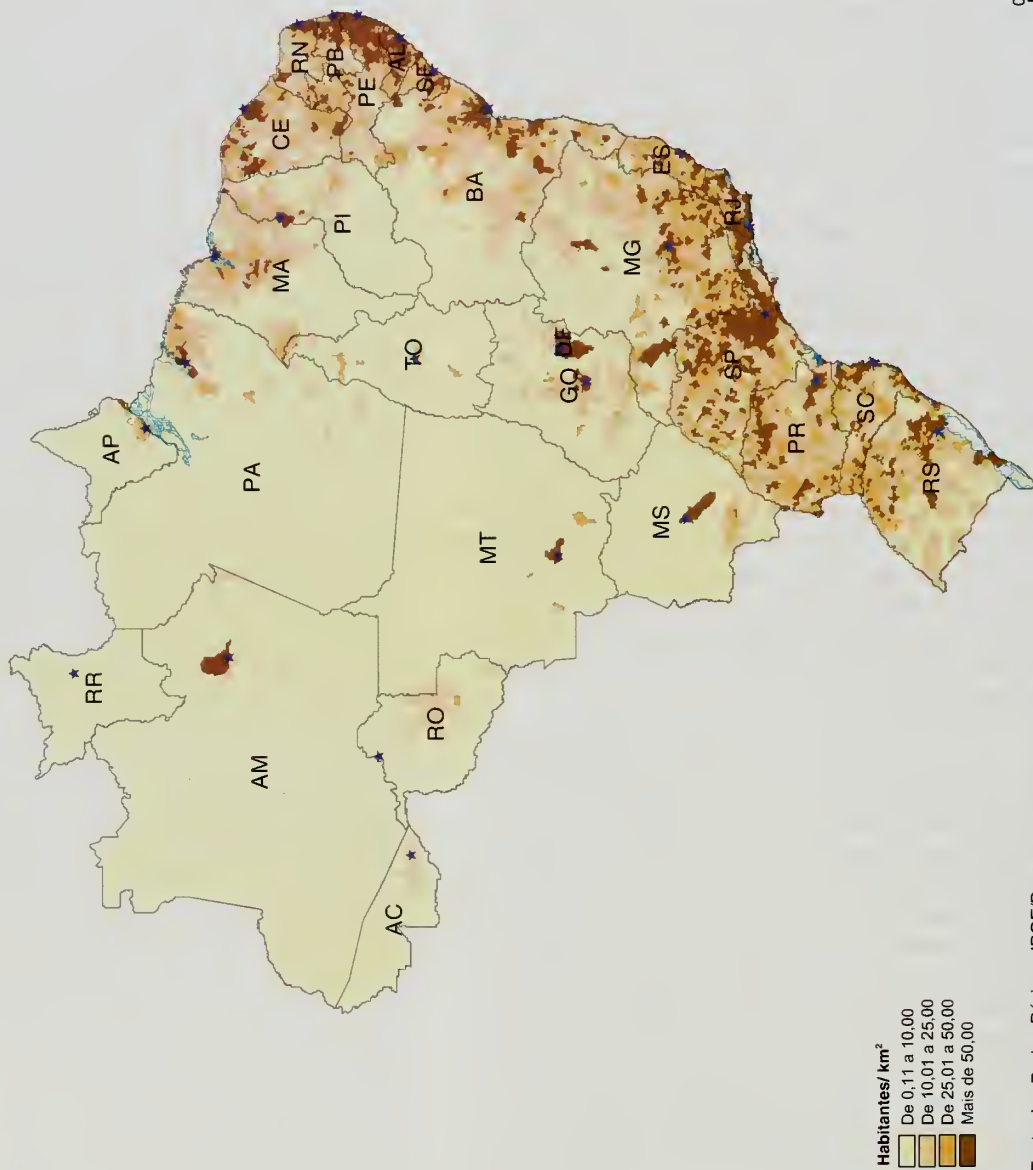 RR
AP
AM
PA
MA
CE
RN
PB
PE
AL
SE
PI
AC
RO
TO
BA
MT
GO
DF
MG
ES
MS
SP
RJ
PR
SC
RS
Habitantes/ km²
De 0,11 a 10,00
De 10,01 a 25,00
De 25,01 a 50,00
Mais de 50,00